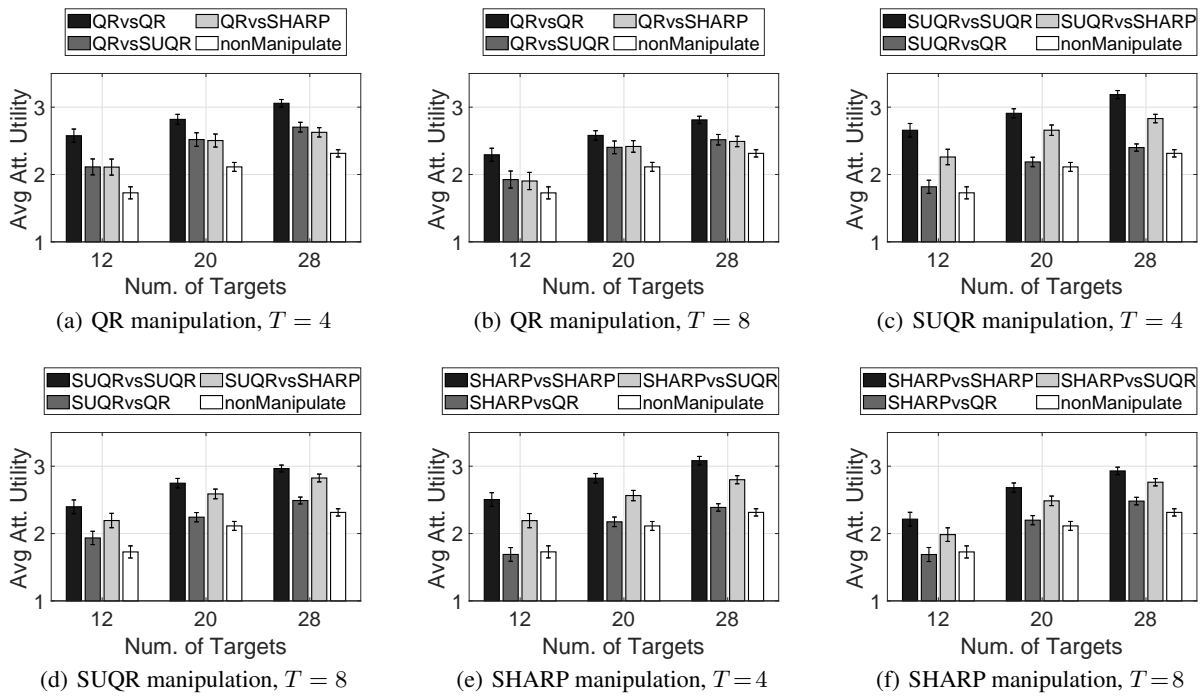 QRvsQR QRvsSHARP
QRvsSUQR nonManipulate
Avg Att. Utility
3
2
1
12 20 28
Num. of Targets
(a) QR manipulation, T = 4
QRvsQR QRvsSHARP
QRvsSUQR nonManipulate
Avg Att. Utility
3
2
1
12 20 28
Num. of Targets
(b) QR manipulation, T = 8
SUQRvsSUQR SUQRvsSHARP
SUQRvsQR nonManipulate
Avg Att. Utility
3
2
1
12 20 28
Num. of Targets
(c) SUQR manipulation, T = 4
SUQRvsSUQR SUQRvsSHARP
SUQRvsQR nonManipulate
Avg Att. Utility
3
2
1
12 20 28
Num. of Targets
(d) SUQR manipulation, T = 8
SHARPvsSHARP SHARPvsSUQR
SHARPvsQR nonManipulate
Avg Att. Utility
3
2
1
12 20 28
Num. of Targets
(e) SHARP manipulation, T = 4
SHARPvsSHARP SHARPvsSUQR
SHARPvsQR nonManipulate
Avg Att. Utility
3
2
1
12 20 28
Num. of Targets
(f) SHARP manipulation, T = 8